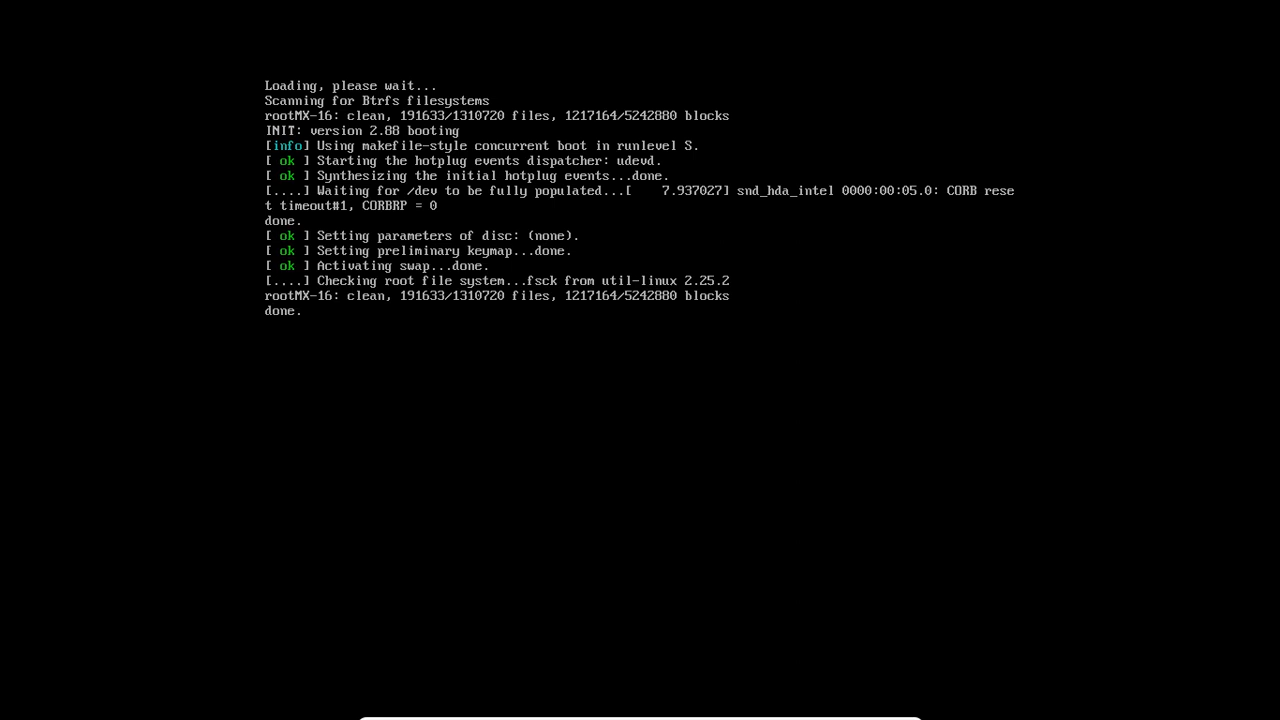 Loading, please wait...
Scanning for Btrfs filesystems
rootMX-16: clean, 191633/1310720 files, 1217164/5242880 blocks
INIT: version 2.88 booting
[info] Using makefile-style concurrent boot in runlevel S.
[ ok ] Starting the hotplug events dispatcher: udevd.
[ ok ] Synthesizing the initial hotplug events...done.
[....] Waiting for /dev to be fully populated...[    7.937027] snd_hda_intel 0000:00:05.0: CORB rese
t timeout#1, CORBRP = 0
done.
[ ok ] Setting parameters of disc: (none).
[ ok ] Setting preliminary keymap...done.
[ ok ] Activating swap...done.
[....] Checking root file system...fsck from util-linux 2.25.2
rootMX-16: clean, 191633/1310720 files, 1217164/5242880 blocks
done.